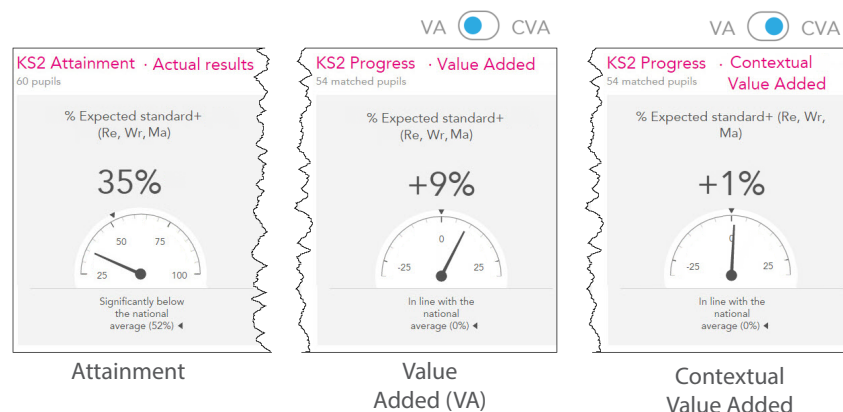 VA CVA
VA CVA
KS2 Attainment · Actual results
60 pupils
% Expected standard+
(Re, Wr, Ma)
35%
50 75
25 100
Significantly below
the national
average (52%) ◄
Attainment
KS2 Progress · Value Added
54 matched pupils
% Expected standard+
(Re, Wr, Ma)
+9%
0
-25 25
In line with the
national
average (0%) ◄
Value
Added (VA)
KS2 Progress · Contextual
Value Added
54 matched pupils
% Expected standard+ (Re, Wr,
Ma)
+1%
0
-25 25
In line with the
national
average (0%) ◄
Contextual
Value Added